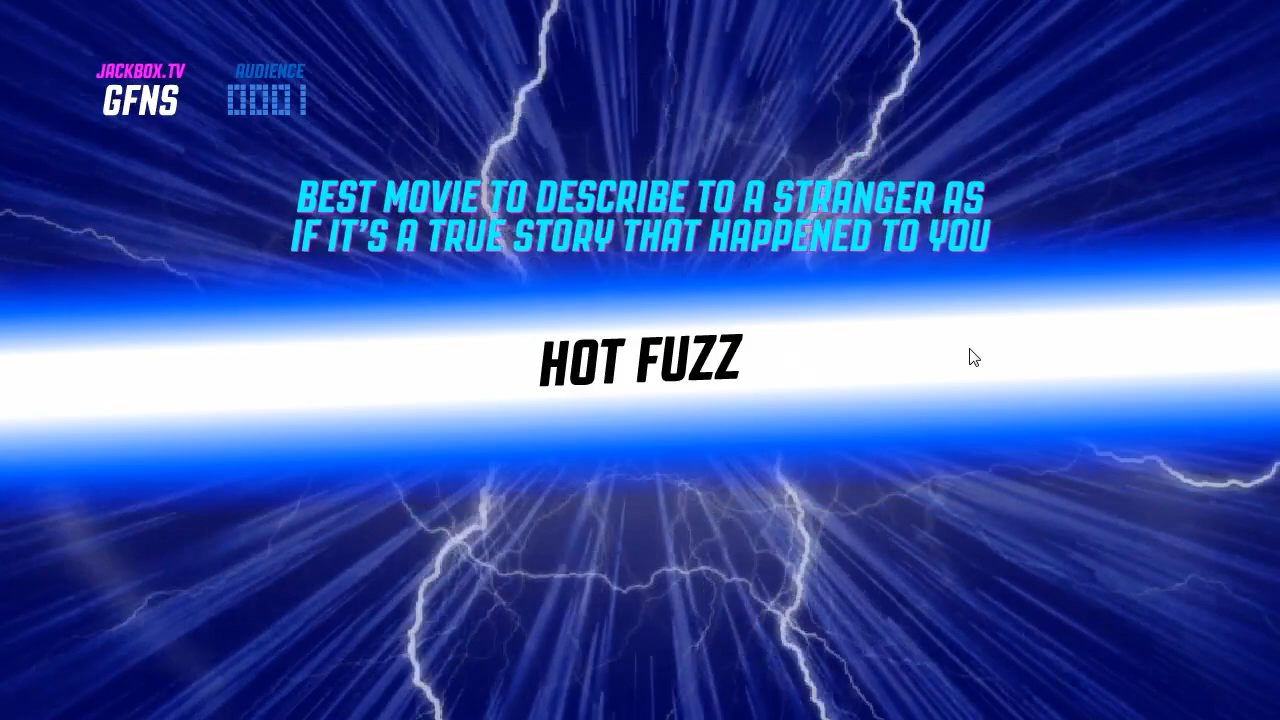 JACKBOX.TV
GFNS
AUDIENCE
0001
BEST MOVIE TO DESCRIBE TO A STRANGER AS
IF IT'S A TRUE STORY THAT HAPPENED TO YOU
HOT FUZZ